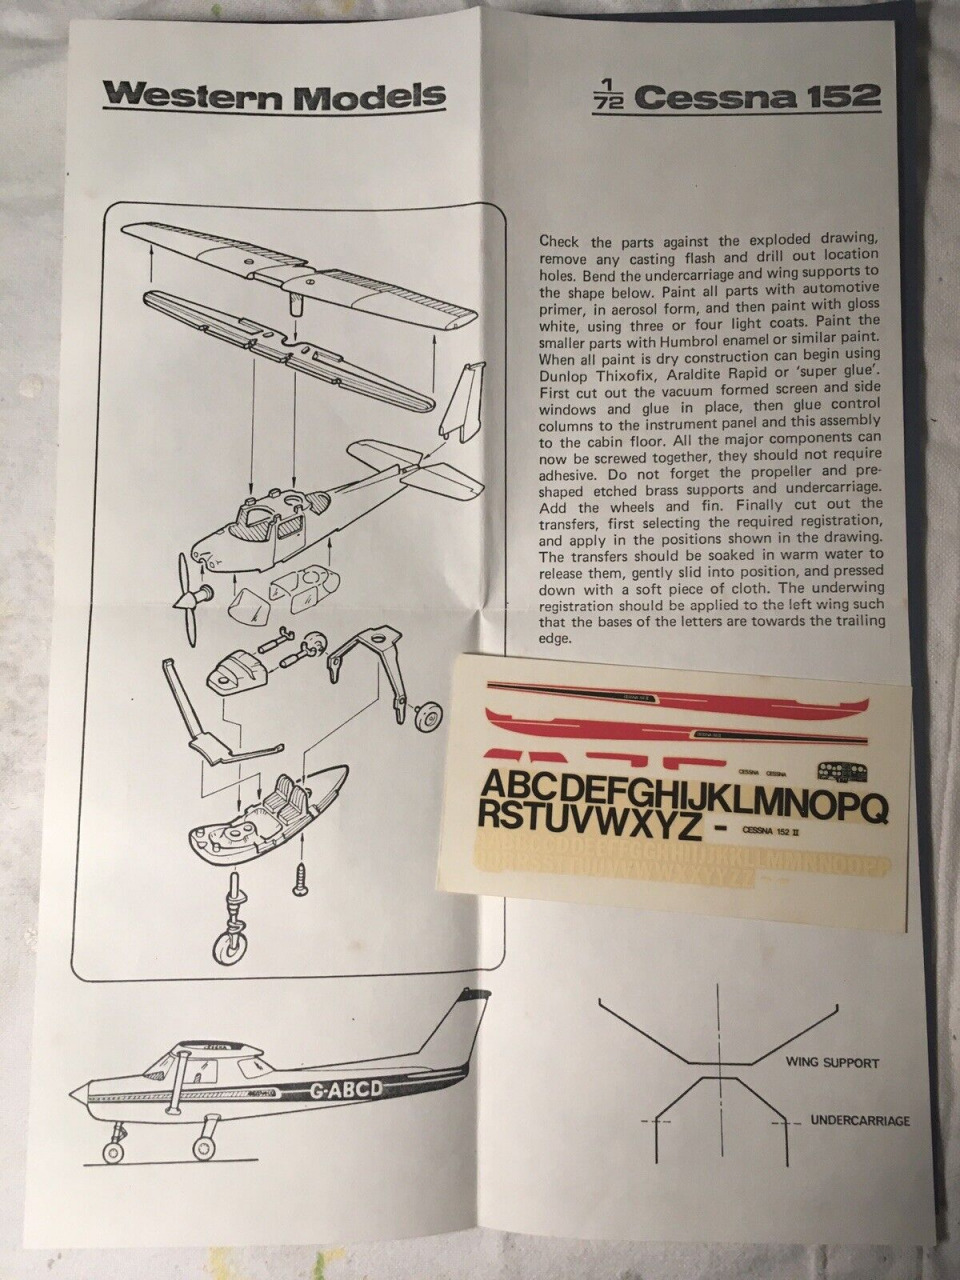 Western Models
1/72 Cessna 152
Check the parts against the exploded drawing,
remove any casting flash and drill out location
holes. Bend the undercarriage and wing supports to
the shape below. Paint all parts with automotive
primer, in aerosol form, and then paint with gloss
white, using three or four light coats. Paint the
smaller parts with Humbrol enamel or similar paint.
When all paint is dry construction can begin using
Dunlop Thixofix, Araldite Rapid or ‘super glue’.
First cut out the vacuum formed screen and side
windows and glue in place, then glue control
columns to the instrument panel and this assembly
to the cabin floor. All the major components can
now be screwed together, they should not require
adhesive. Do not forget the propeller and pre-
shaped etched brass supports and undercarriage.
Add the wheels and fin. Finally cut out the
transfers, first selecting the required registration,
and apply in the positions shown in the drawing.
The transfers should be soaked in warm water to
release them, gently slid into position, and pressed
down with a soft piece of cloth. The underwing
registration should be applied to the left wing such
that the bases of the letters are towards the trailing
edge.
CESSNA CESSNA
ABCDEFGHIJKLMNOPQ
RSTUVWXYZ -
CESSNA 152 II
G-ABCD
WING SUPPORT
UNDERCARRIAGE